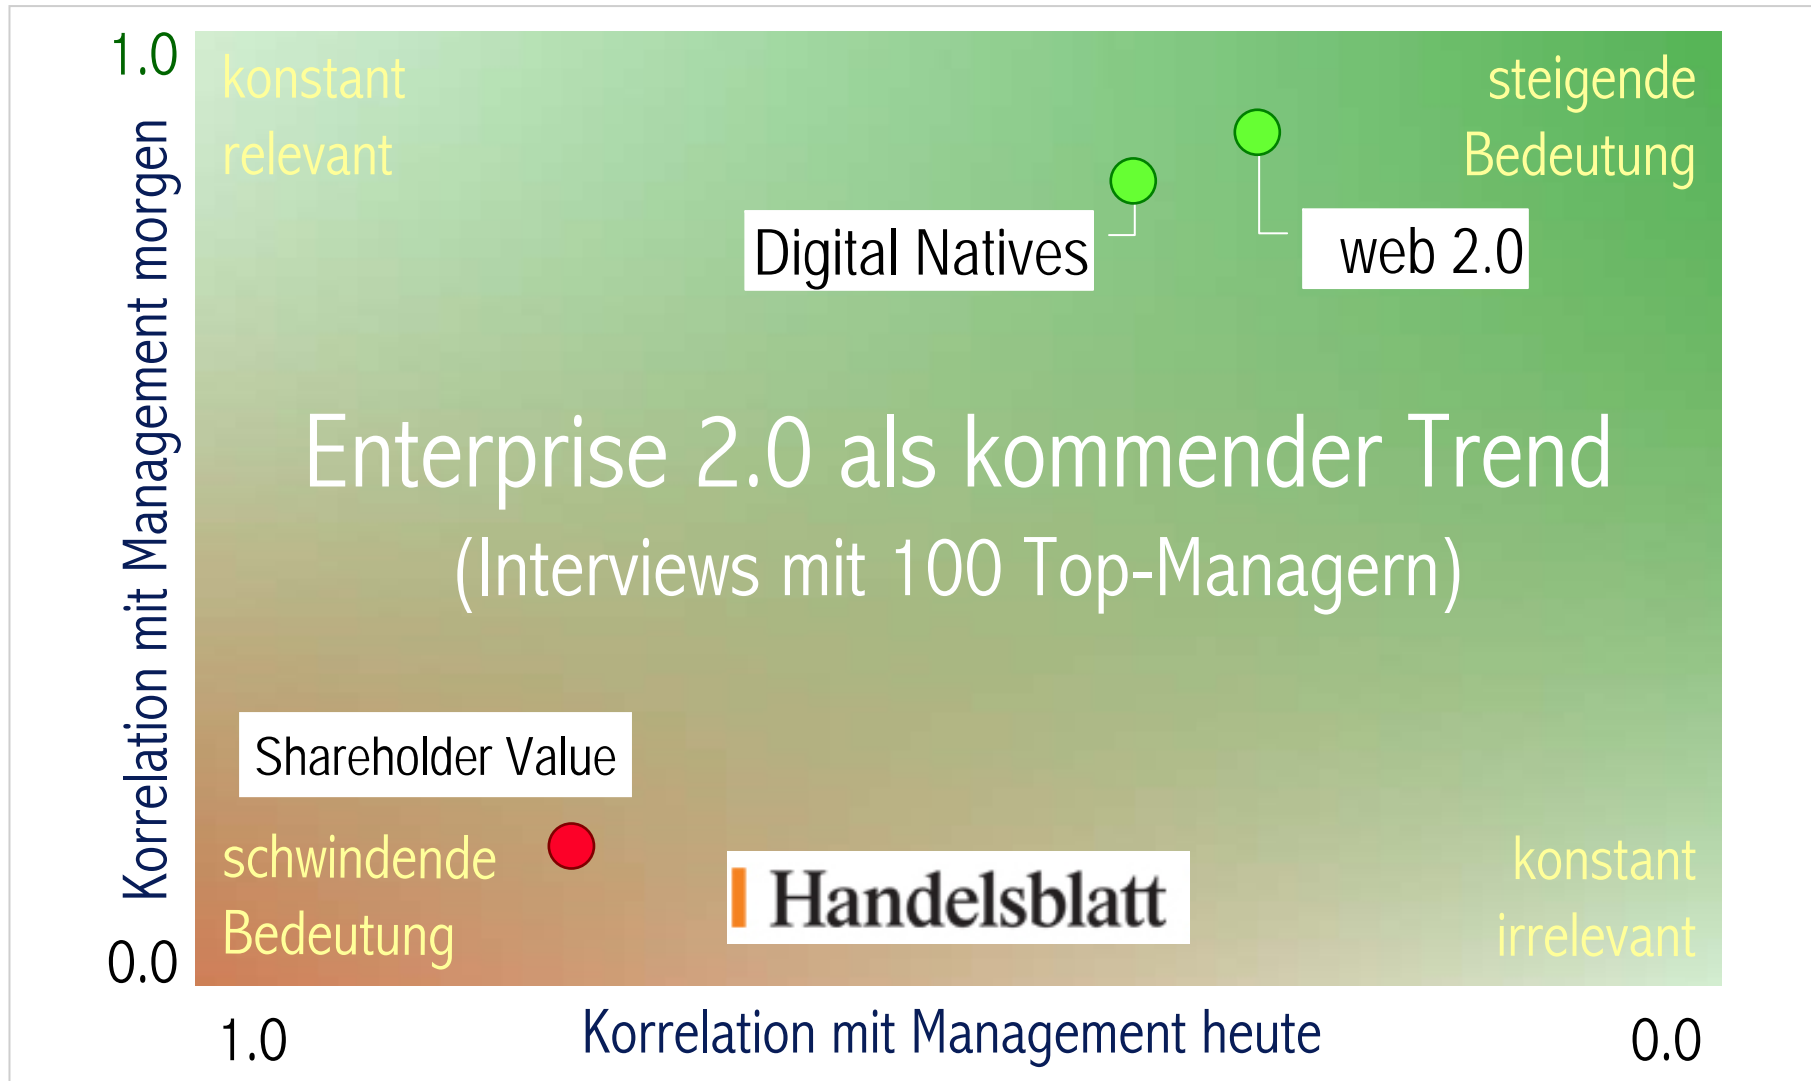 1.0
konstant
relevant
steigende
Bedeutung
Digital Natives
web 2.0
Korrelation mit Management morgen
Enterprise 2.0 als kommender Trend
(Interviews mit 100 Top-Managern)
Shareholder Value
schwindende
Bedeutung
Handelsblatt
konstant
irrelevant
0.0
1.0
Korrelation mit Management heute
0.0